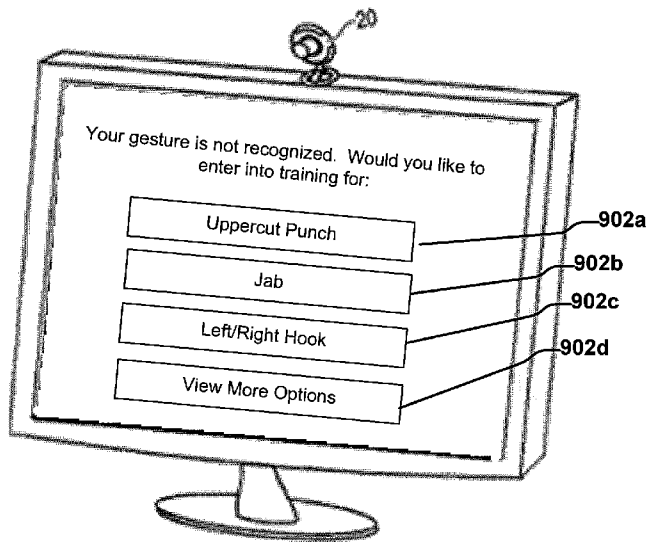 20
Your gesture is not recognized. Would you like to
enter into training for:
Uppercut Punch
902a
Jab
902b
Left/Right Hook
902c
View More Options
902d